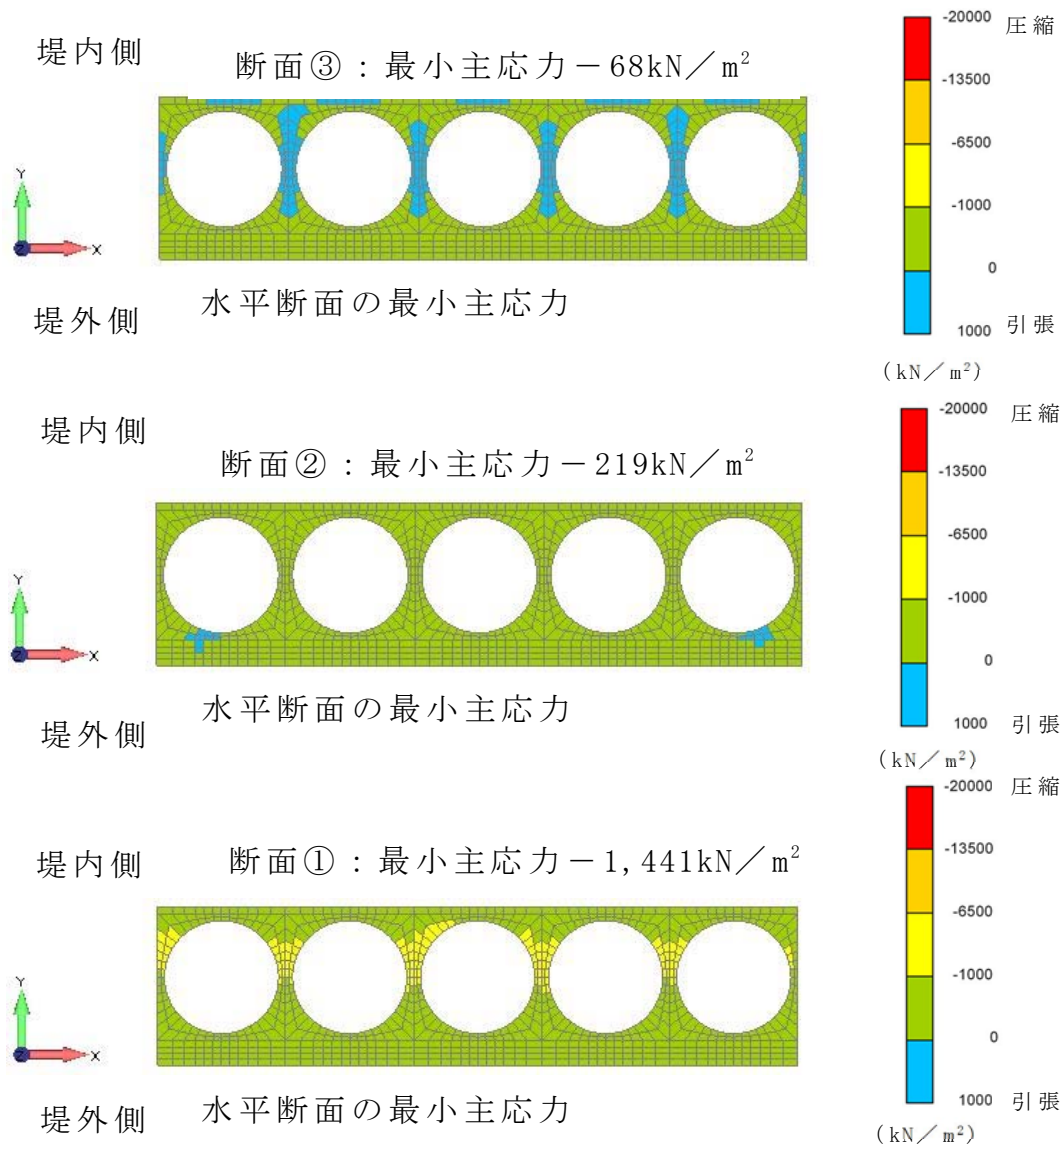 堤内側
断面③：最小主応力－68kN／m²
Y
Z X
堤外側
水平断面の最小主応力
-20000 圧縮
-13500
-6500
-1000
0
1000 引張
(kN／m²)
堤内側
断面②：最小主応力－219kN／m²
Y
Z X
堤外側
水平断面の最小主応力
-20000 圧縮
-13500
-6500
-1000
0
1000 引張
(kN／m²)
堤内側
断面①：最小主応力－1,441kN／m²
Y
Z X
堤外側
水平断面の最小主応力
-20000 圧縮
-13500
-6500
-1000
0
1000 引張
(kN／m²)